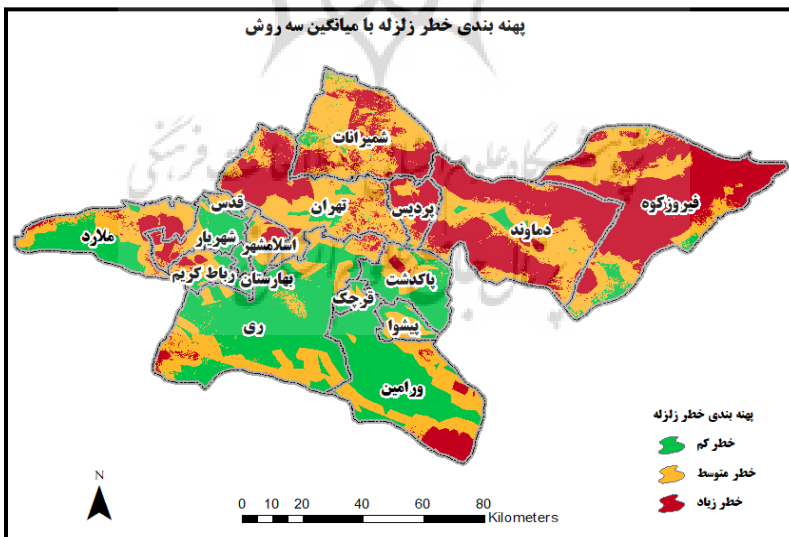 پهنه بندی خطر زلزله با میانگین سه روش
شمیرانات
فیروزکوه
قدس
تهران
پردیس
دماوند
ملارد
شهریار
اسلامشهر
رباط کریم
بهارستان
پاکدشت
قرچک
ری
پیشوا
ورامین
پهنه بندی خطر زلزله
خطر کم
خطر متوسط
خطر زیاد
N
0 10 20 40 60 80
Kilometers